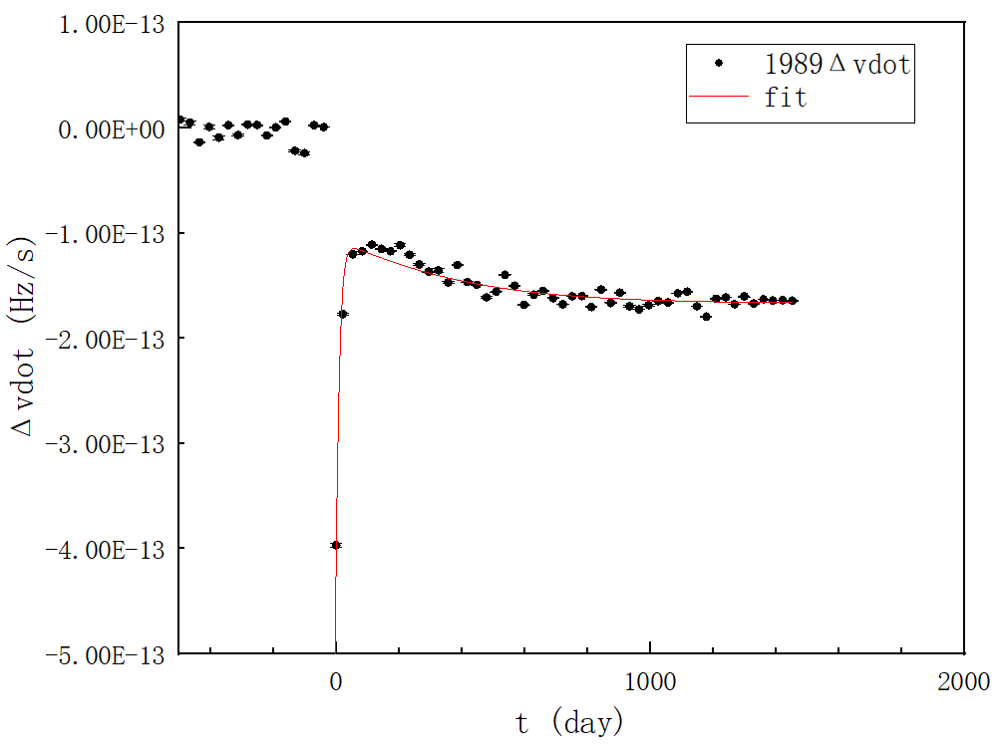 1.00E-13
0.00E+00
-1.00E-13
-2.00E-13
-3.00E-13
-4.00E-13
-5.00E-13
Δvdot (Hz/s)
1989Δvdot
fit
0
1000
2000
t (day)